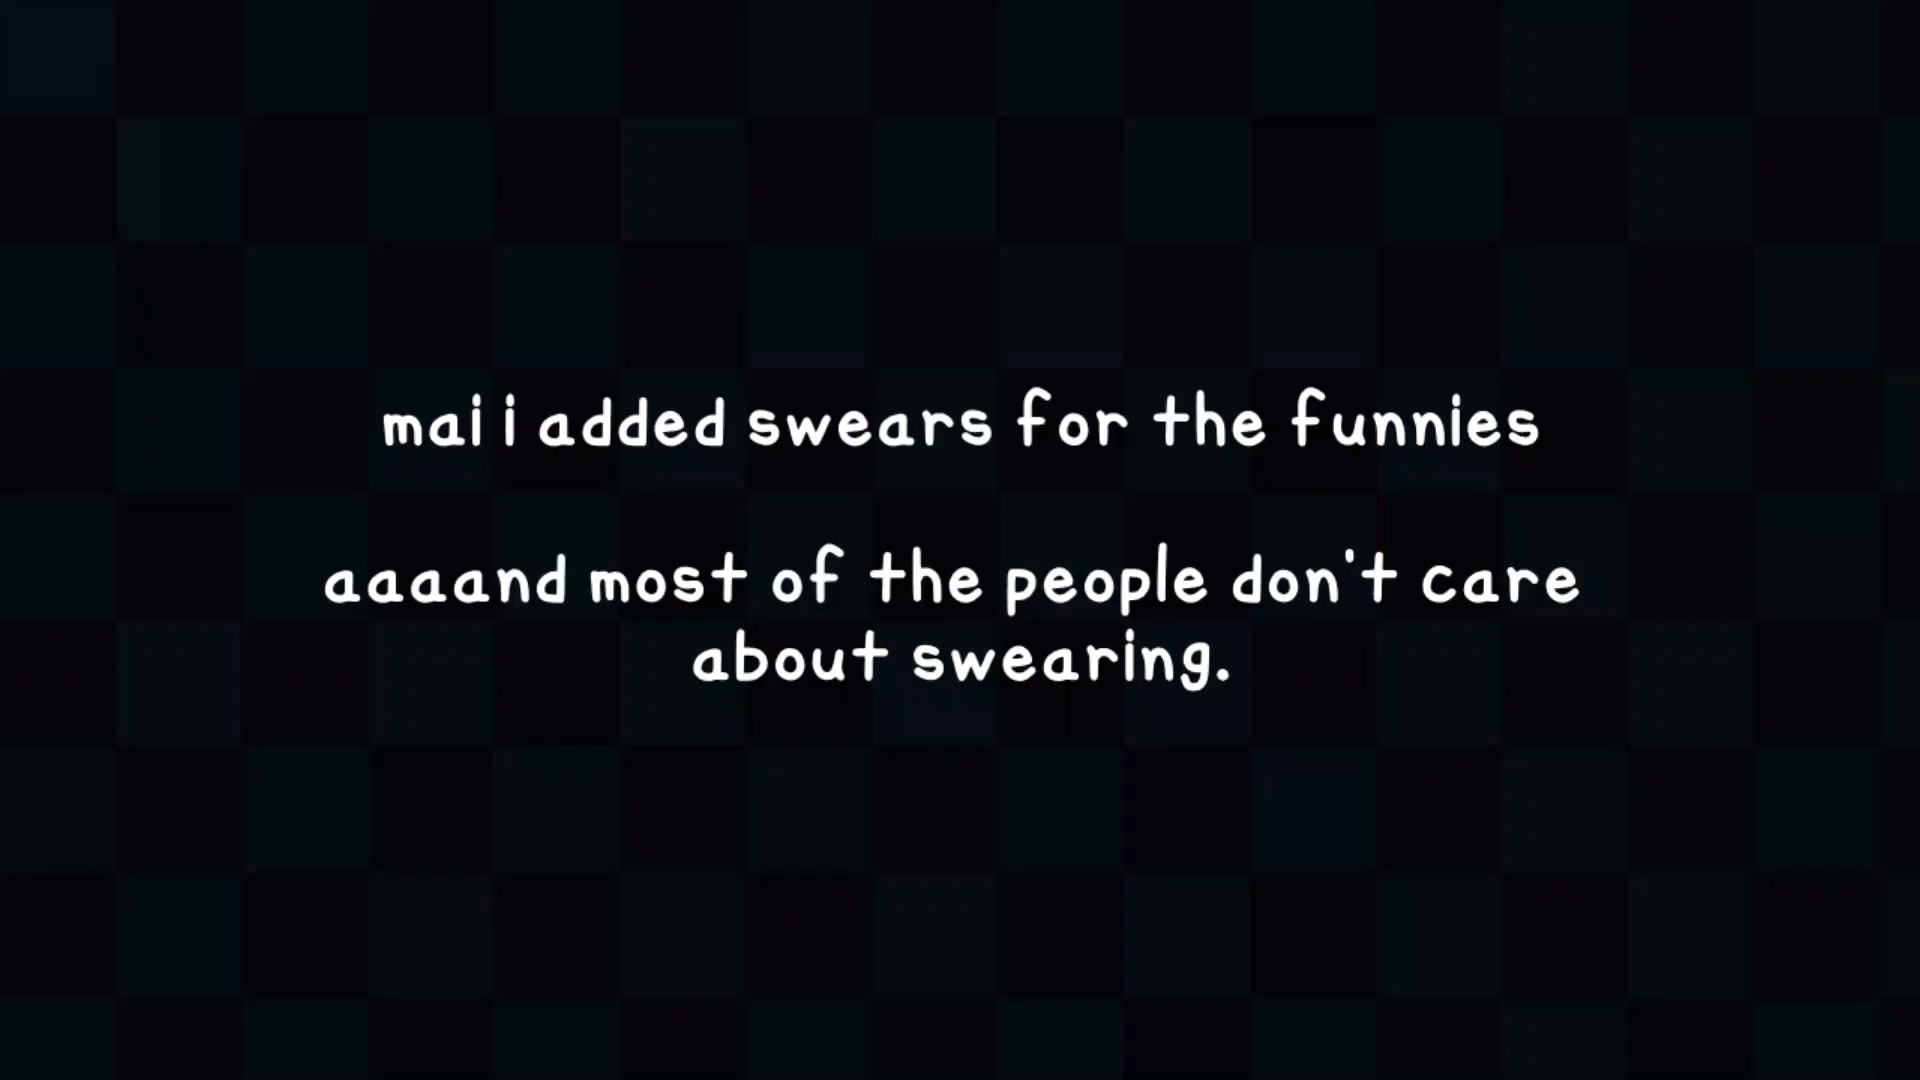 mai i added swears for the funnies
aaaand most of the people don't care
about swearing.